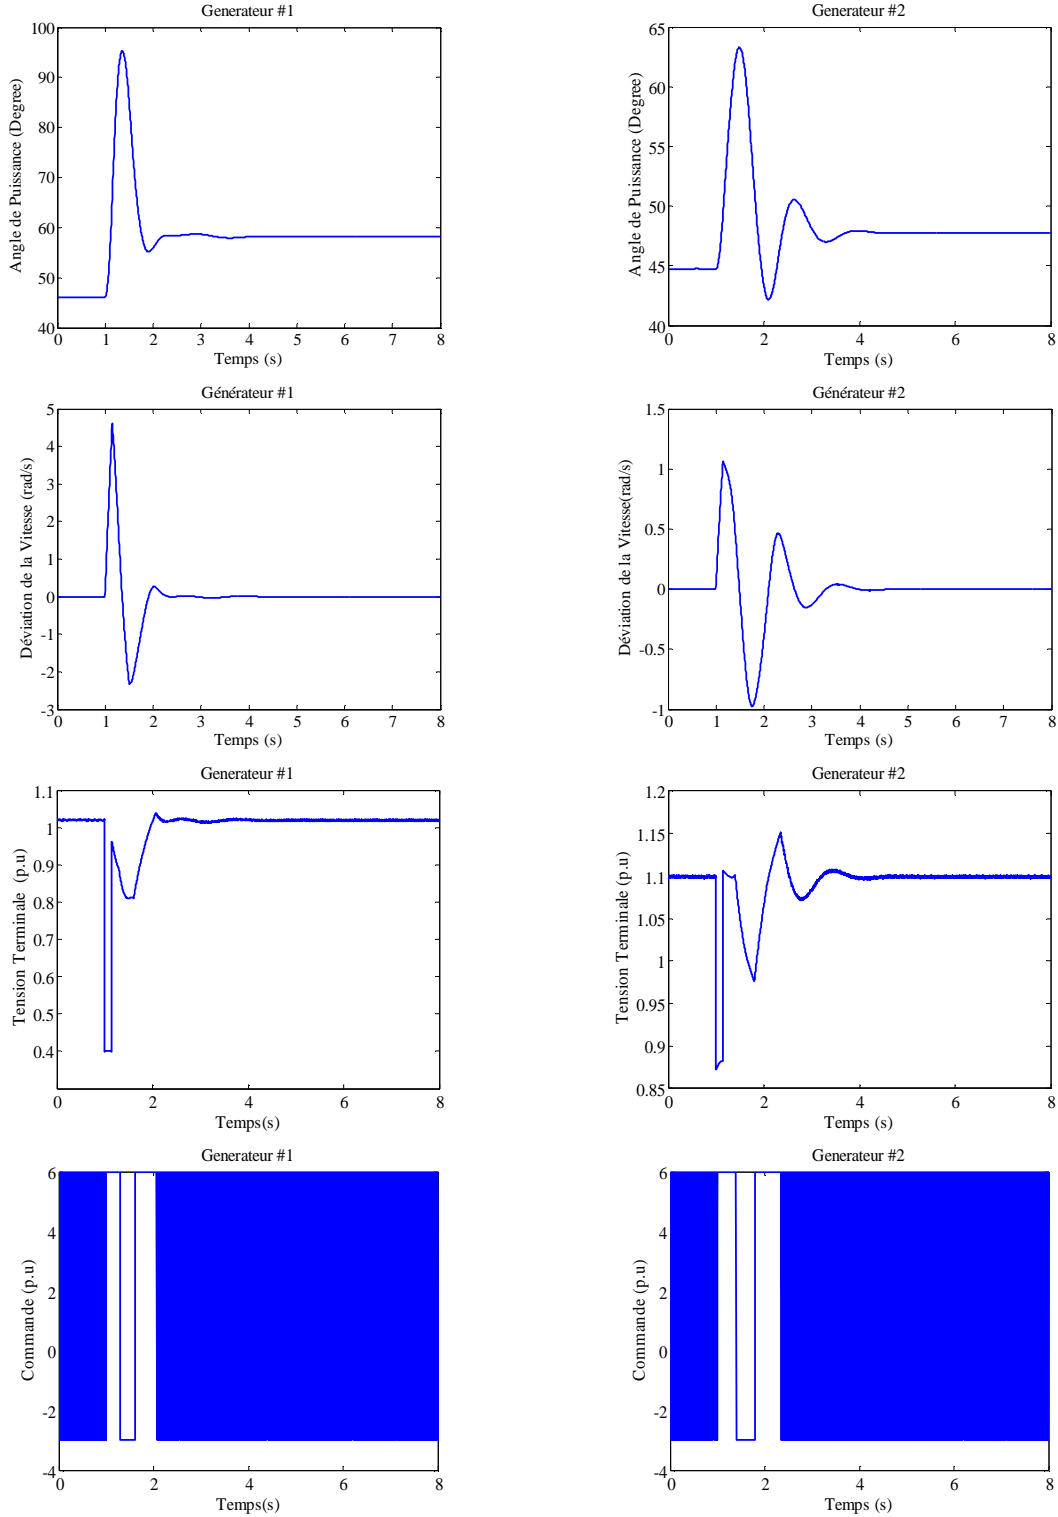 Generateur #1
100
90
80
70
60
50
40
0 1 2 3 4 5 6 7 8
Angle de Puissance (Degree)
Temps (s)
Generateur #2
65
60
55
50
45
40
0 2 4 6 8
Angle de Puissance (Degree)
Temps (s)
Générateur #1
5
4
3
2
1
0
-1
-2
-3
0 1 2 3 4 5 6 7 8
Déviation de la Vitesse (rad/s)
Temps (s)
Générateur #2
1.5
1
0.5
0
-0.5
-1
0 1 2 3 4 5 6 7 8
Déviation de la Vitesse(rad/s)
Temps (s)
Generateur #1
1.1
1
0.9
0.8
0.7
0.6
0.5
0.4
0 2 4 6 8
Tension Terminale (p.u)
Temps(s)
Generateur #2
1.2
1.15
1.1
1.05
1
0.95
0.9
0.85
0 2 4 6 8
Tension Terminale (p.u)
Temps (s)
Generateur #1
6
4
2
0
-2
-4
0 2 4 6 8
Commande (p.u)
Temps(s)
Generateur #2
6
4
2
0
-2
-4
0 2 4 6 8
Commande (p.u)
Temps (s)